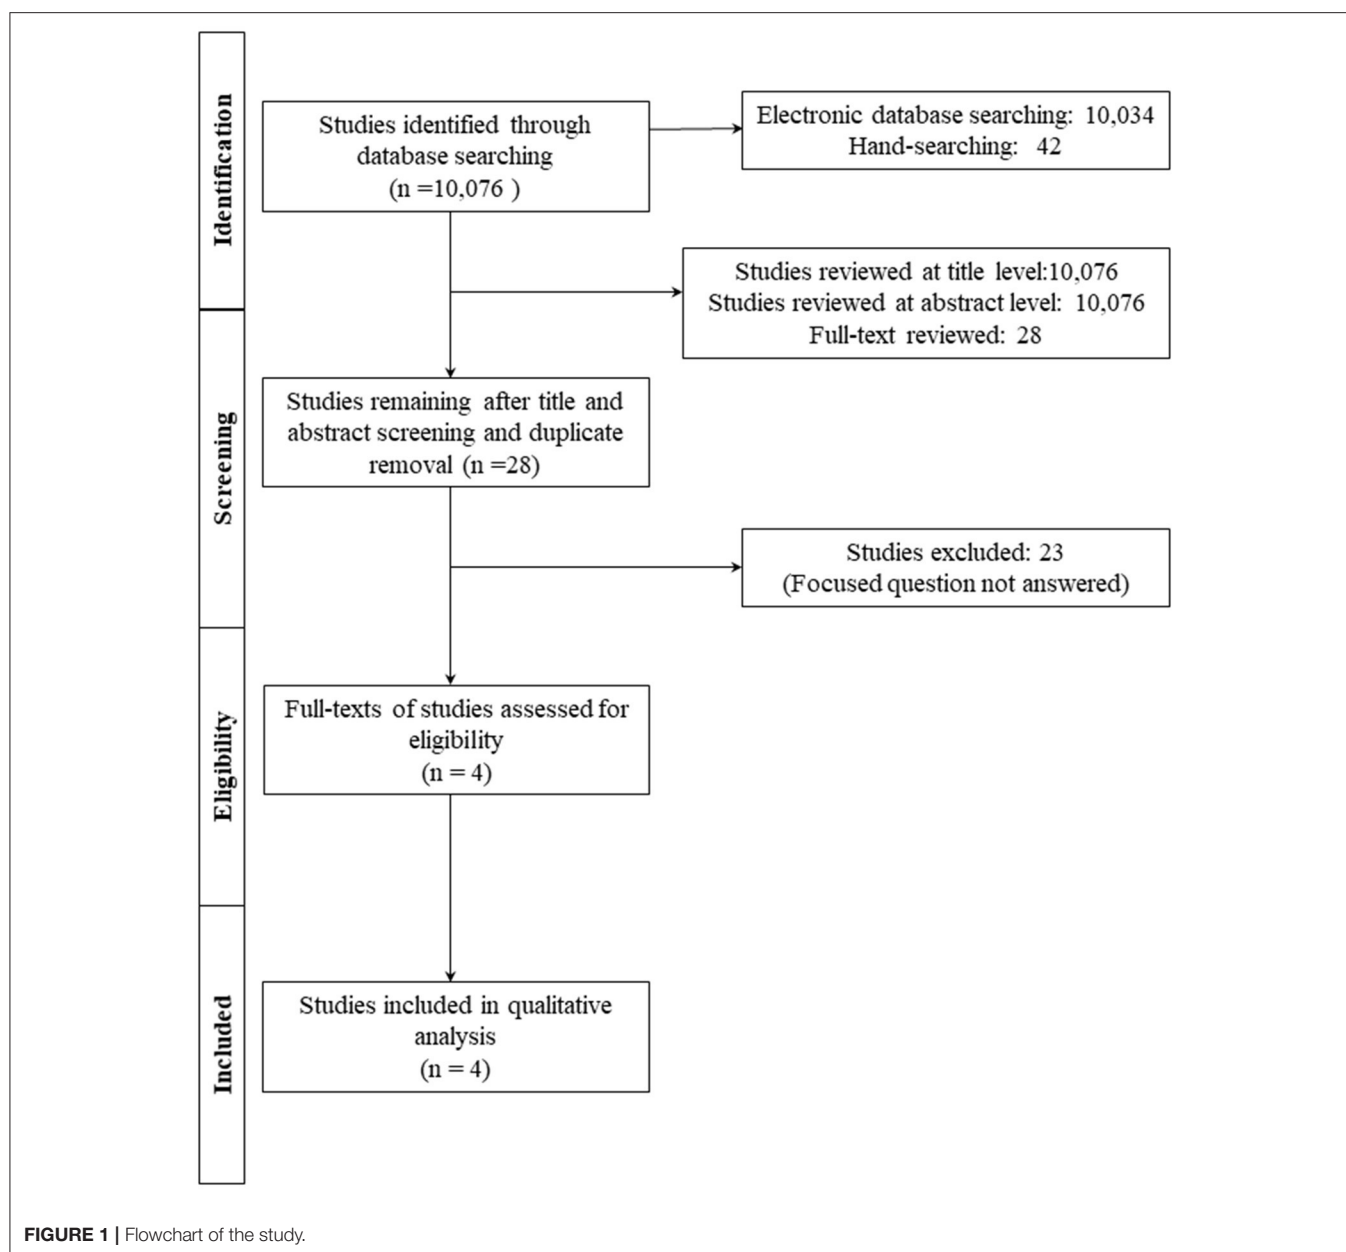 Identification
Studies identified through
database searching
(n =10,076 )
Electronic database searching: 10,034
Hand-searching: 42
Studies reviewed at title level:10,076
Studies reviewed at abstract level: 10,076
Full-text reviewed: 28
Screening
Studies remaining after title and
abstract screening and duplicate
removal (n =28)
Studies excluded: 23
(Focused question not answered)
Eligibility
Full-texts of studies assessed for
eligibility
(n = 4)
Included
Studies included in qualitative
analysis
(n = 4)
FIGURE 1 | Flowchart of the study.